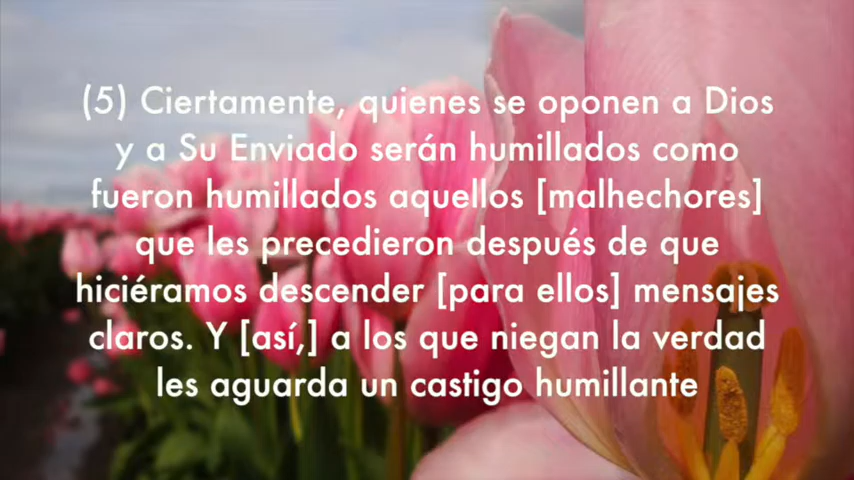 (5) Ciertamente, quienes se oponen a Dios
y a Su Enviado serán humillados como
fueron humillados aquellos [malhechores]
que les precedieron después de que
hiciéramos descender [para ellos] mensajes
claros. Y [así,] a los que niegan la verdad
les aguarda un castigo humillante